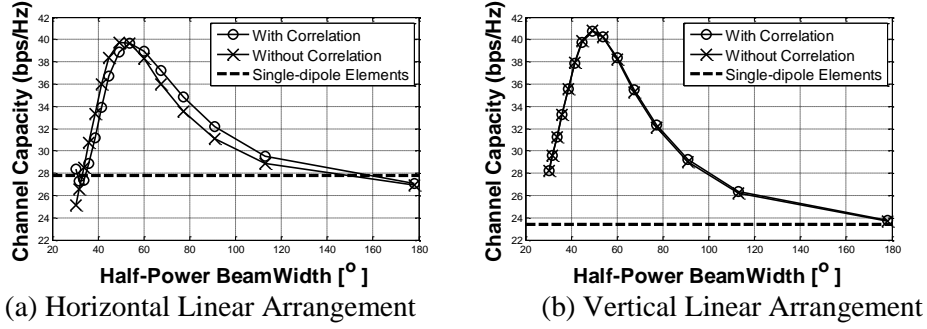 42
40
38
36
34
32
30
28
26
24
22
20 40 60 80 100 120 140 160 180
Channel Capacity (bps/Hz)
Half-Power BeamWidth [o ]
With Correlation
Without Correlation
Single-dipole Elements
(a) Horizontal Linear Arrangement
42
40
38
36
34
32
30
28
26
24
22
20 40 60 80 100 120 140 160 180
Channel Capacity (bps/Hz)
Half-Power BeamWidth [o ]
With Correlation
Without Correlation
Single-dipole Elements
(b) Vertical Linear Arrangement